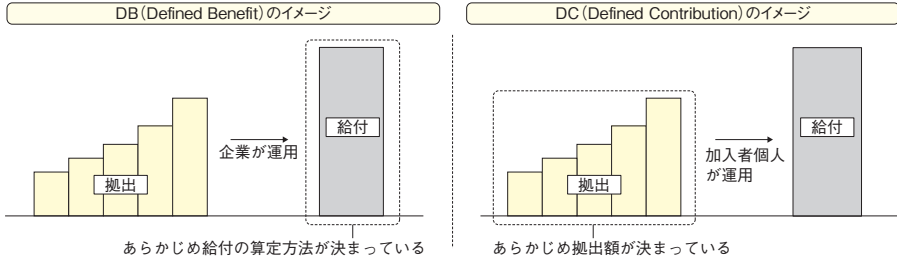 DB（Defined Benefit）のイメージ
給付
企業が運用
拠出
あらかじめ給付の算定方法が決まっている
DC（Defined Contribution）のイメージ
給付
加入者個人
が運用
拠出
あらかじめ拠出額が決まっている